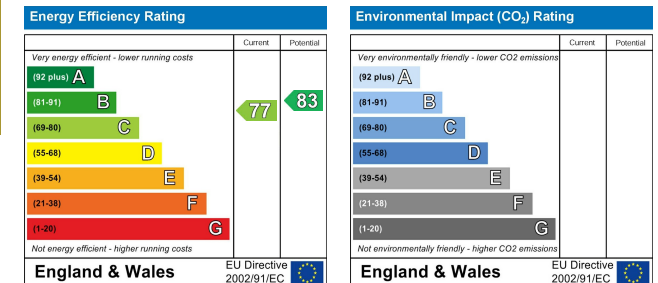 Energy Efficiency Rating
Current Potential
Very energy efficient - lower running costs
(92 plus) A
(81-91) B
(69-80) C
(55-68) D
(39-54) E
(21-38) F
(1-20) G
77
83
Not energy efficient - higher running costs
England & Wales
EU Directive
2002/91/EC
Environmental Impact (CO₂) Rating
Current Potential
Very environmentally friendly - lower CO2 emissions
(92 plus) A
(81-91) B
(69-80) C
(55-68) D
(39-54) E
(21-38) F
(1-20) G
Not environmentally friendly - higher CO2 emissions
England & Wales
EU Directive
2002/91/EC